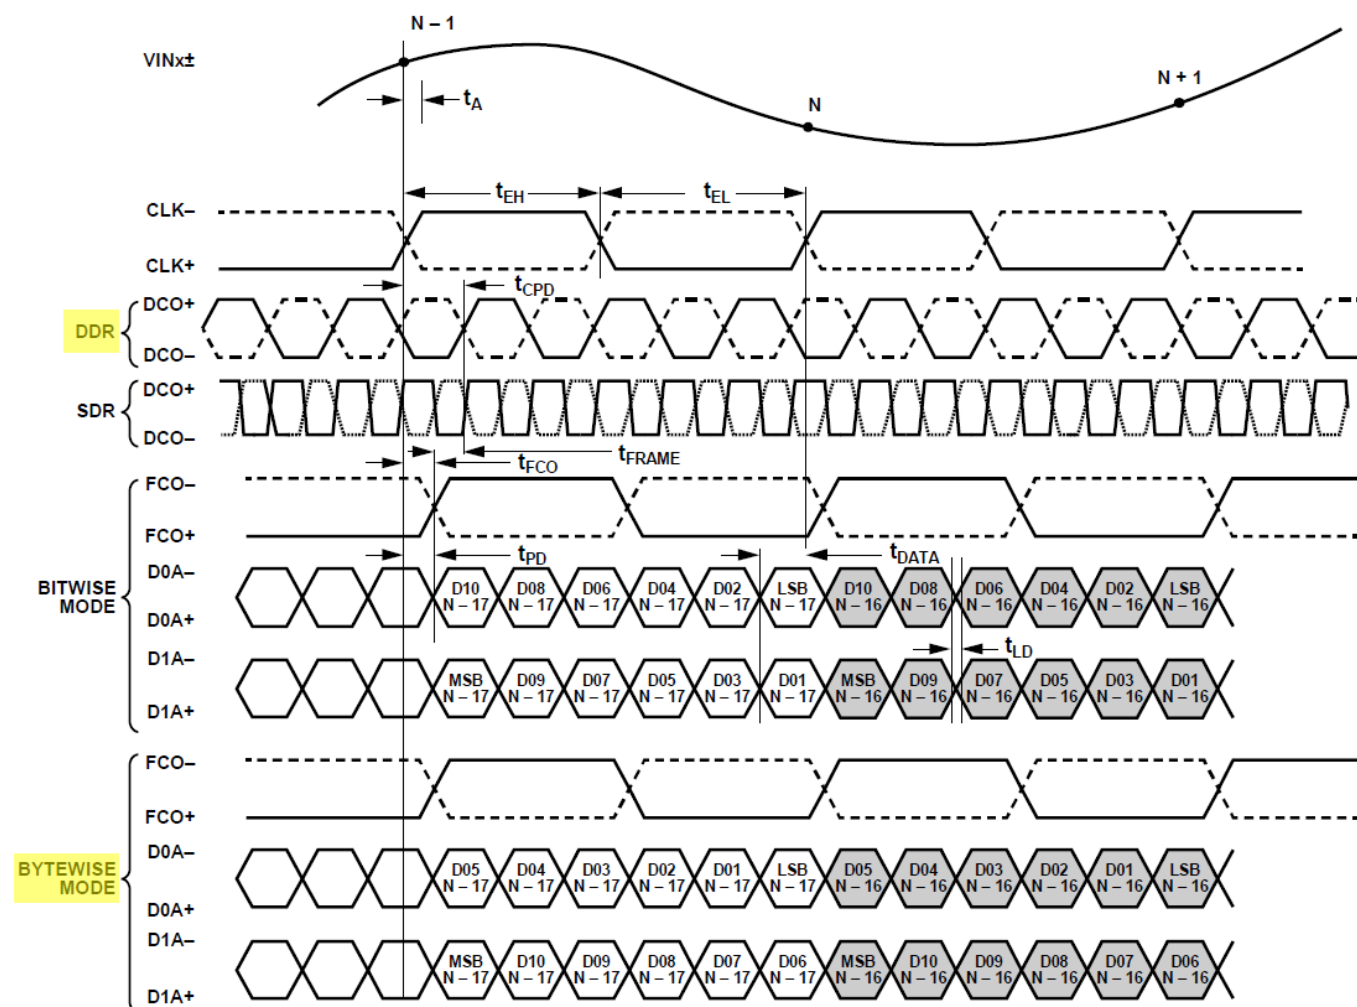 N – 1
VINx±
tA
N
N + 1
tEH
tEL
CLK–
CLK+
tCPD
DCO+
DDR
DCO–
DCO+
SDR
DCO–
tFCO
tFRAME
FCO–
FCO+
tPD
tDATA
BITWISE
MODE
D0A–
D10 D08 D06 D04 D02 LSB D10 D08 D06 D04 D02 LSB
N – 17 N – 17 N – 17 N – 17 N – 17 N – 17 N – 16 N – 16 N – 16 N – 16 N – 16 N – 16
D0A+
tLD
D1A–
MSB D09 D07 D05 D03 D01 MSB D09 D07 D05 D03 D01
N – 17 N – 17 N – 17 N – 17 N – 17 N – 17 N – 16 N – 16 N – 16 N – 16 N – 16 N – 16
D1A+
FCO–
FCO+
BYTEWISE
MODE
D0A–
D05 D04 D03 D02 D01 LSB D05 D04 D03 D02 D01 LSB
N – 17 N – 17 N – 17 N – 17 N – 17 N – 17 N – 16 N – 16 N – 16 N – 16 N – 16 N – 16
D0A+
D1A–
MSB D10 D09 D08 D07 D06 MSB D10 D09 D08 D07 D06
N – 17 N – 17 N – 17 N – 17 N – 17 N – 17 N – 16 N – 16 N – 16 N – 16 N – 16 N – 16
D1A+